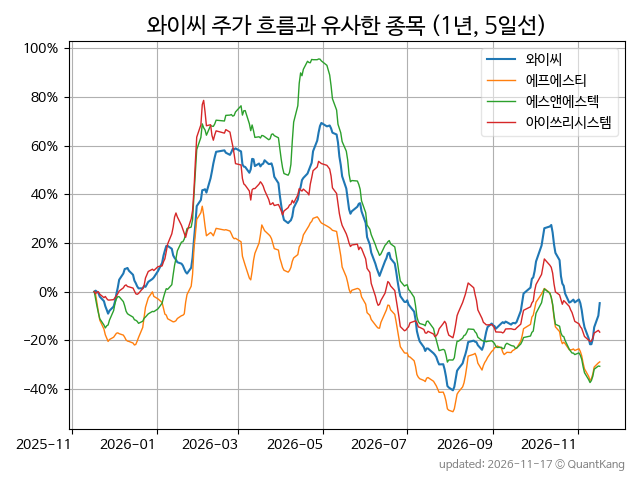 와이씨 주가 흐름과 유사한 종목 (1년, 5일선)
와이씨
에프에스티
에스앤에스텍
아이쓰리시스템
100%
80%
60%
40%
20%
0%
−20%
−40%
2025-11
2026-01
2026-03
2026-05
2026-07
2026-09
2026-11
updated: 2026-11-17 © QuantKang